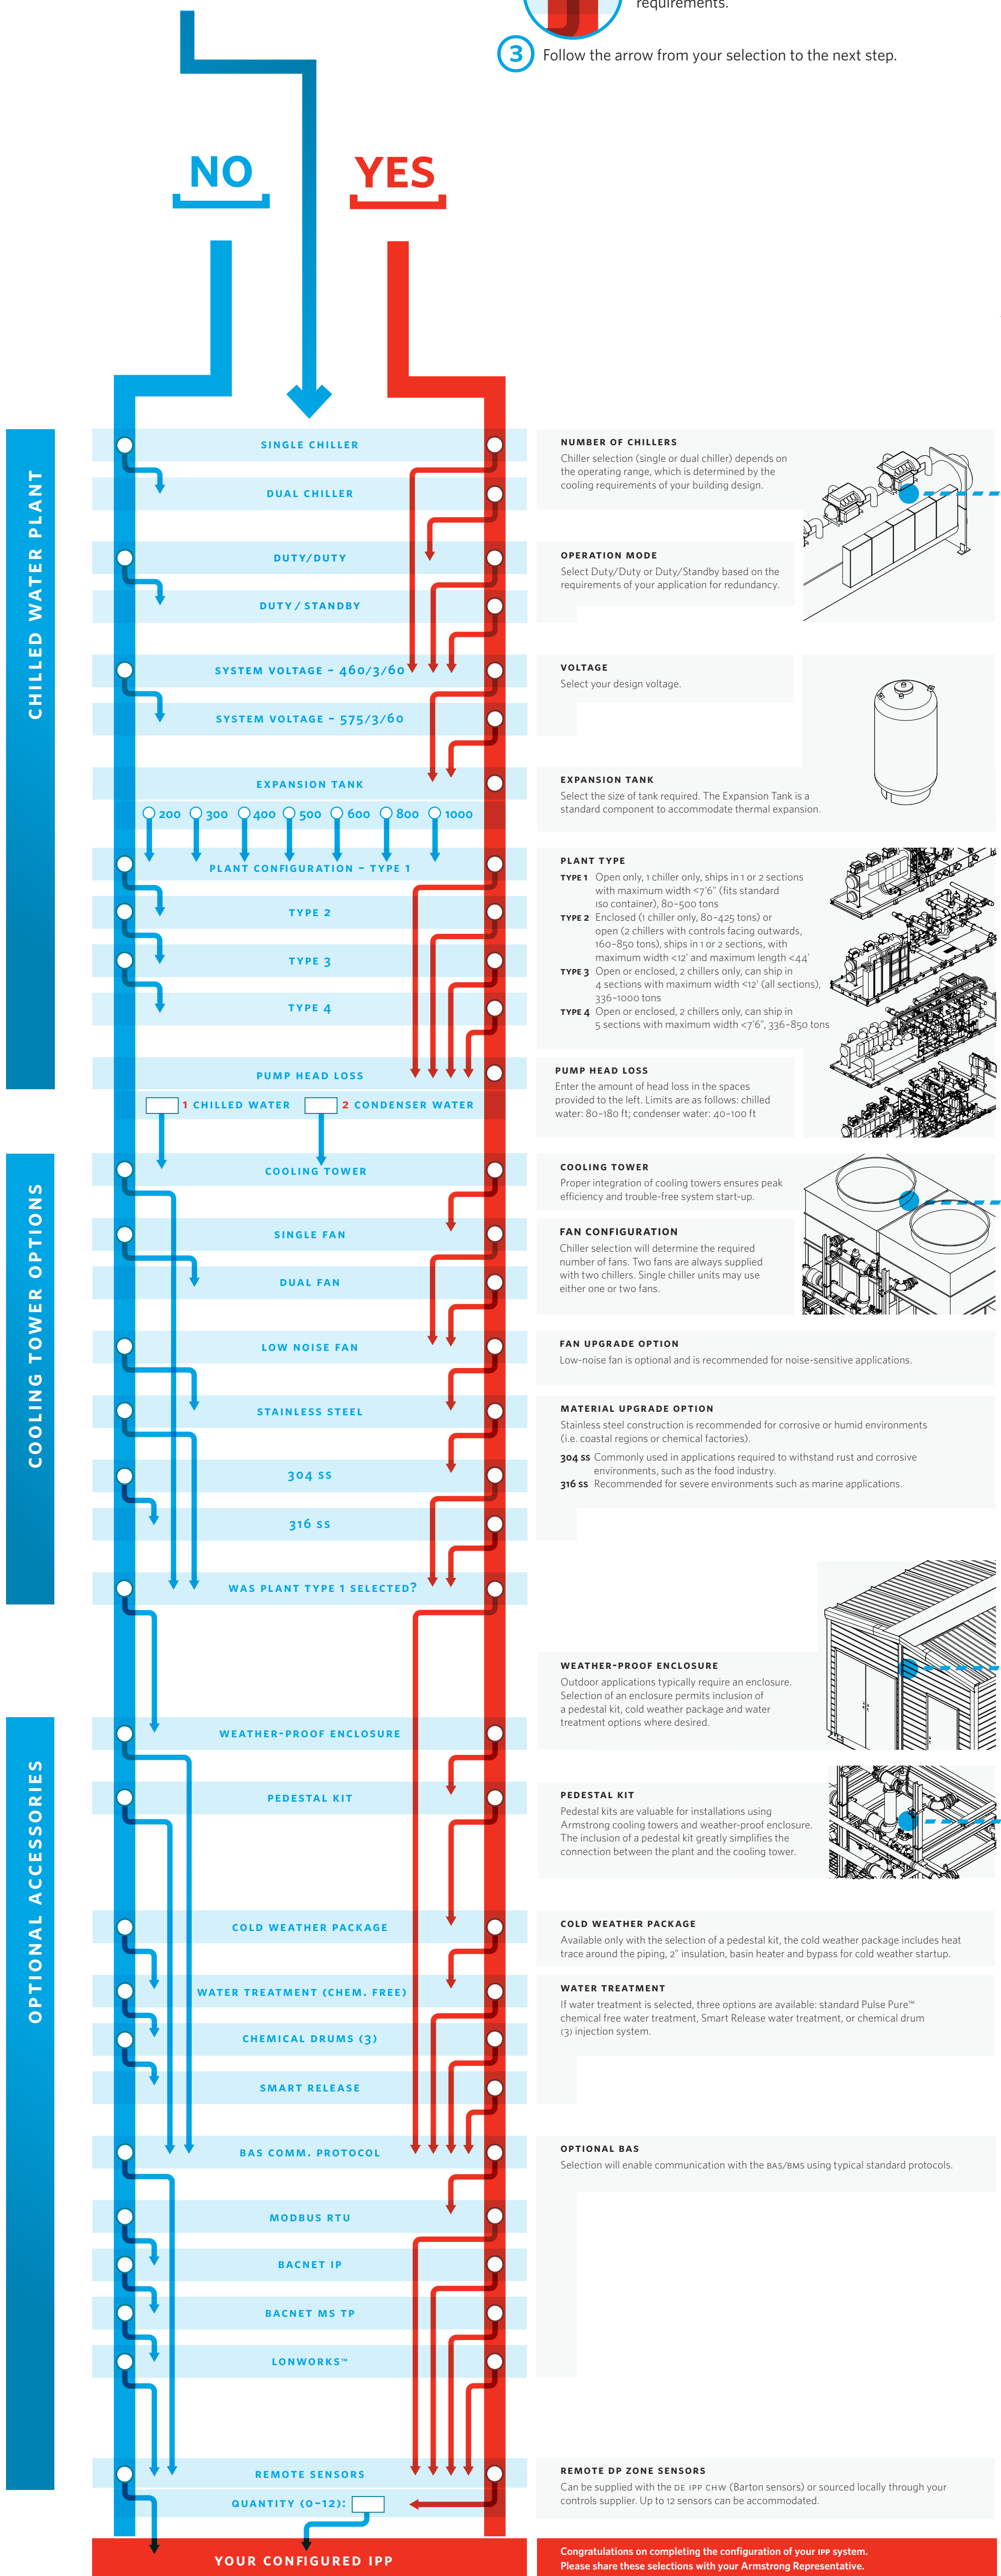 requirements.
3 Follow the arrow from your selection to the next step.
NO
YES
CHILLED WATER PLANT
SINGLE CHILLER
DUAL CHILLER
NUMBER OF CHILLERS
Chiller selection (single or dual chiller) depends on
the operating range, which is determined by the
cooling requirements of your building design.
DUTY/DUTY
DUTY / STANDBY
OPERATION MODE
Select Duty/Duty or Duty/Standby based on the
requirements of your application for redundancy.
SYSTEM VOLTAGE – 460/3/60
SYSTEM VOLTAGE – 575/3/60
VOLTAGE
Select your design voltage.
EXPANSION TANK
200 300 400 500 600 800 1000
EXPANSION TANK
Select the size of tank required. The Expansion Tank is a
standard component to accommodate thermal expansion.
PLANT CONFIGURATION – TYPE 1
TYPE 2
TYPE 3
TYPE 4
PLANT TYPE
TYPE 1 Open only, 1 chiller only, ships in 1 or 2 sections
with maximum width <7'6" (fits standard
ISO container), 80–500 tons
TYPE 2 Enclosed (1 chiller only, 80–425 tons) or
open (2 chillers with controls facing outwards,
160–850 tons), ships in 1 or 2 sections, with
maximum width <12' and maximum length <44'
TYPE 3 Open or enclosed, 2 chillers only, can ship in
4 sections with maximum width <12' (all sections),
336–1000 tons
TYPE 4 Open or enclosed, 2 chillers only, can ship in
5 sections with maximum width <7'6", 336–850 tons
PUMP HEAD LOSS
1 CHILLED WATER 2 CONDENSER WATER
PUMP HEAD LOSS
Enter the amount of head loss in the spaces
provided to the left. Limits are as follows: chilled
water: 80–180 ft; condenser water: 40–100 ft
COOLING TOWER OPTIONS
COOLING TOWER
COOLING TOWER
Proper integration of cooling towers ensures peak
efficiency and trouble-free system start-up.
SINGLE FAN
DUAL FAN
FAN CONFIGURATION
Chiller selection will determine the required
number of fans. Two fans are always supplied
with two chillers. Single chiller units may use
either one or two fans.
LOW NOISE FAN
FAN UPGRADE OPTION
Low-noise fan is optional and is recommended for noise-sensitive applications.
STAINLESS STEEL
304 SS
316 SS
MATERIAL UPGRADE OPTION
Stainless steel construction is recommended for corrosive or humid environments
(i.e. coastal regions or chemical factories).
304 SS Commonly used in applications required to withstand rust and corrosive
environments, such as the food industry.
316 SS Recommended for severe environments such as marine applications.
WAS PLANT TYPE 1 SELECTED?
OPTIONAL ACCESSORIES
WEATHER-PROOF ENCLOSURE
WEATHER-PROOF ENCLOSURE
Outdoor applications typically require an enclosure.
Selection of an enclosure permits inclusion of
a pedestal kit, cold weather package and water
treatment options where desired.
PEDESTAL KIT
PEDESTAL KIT
Pedestal kits are valuable for installations using
Armstrong cooling towers and weather-proof enclosure.
The inclusion of a pedestal kit greatly simplifies the
connection between the plant and the cooling tower.
COLD WEATHER PACKAGE
COLD WEATHER PACKAGE
Available only with the selection of a pedestal kit, the cold weather package includes heat
trace around the piping, 2" insulation, basin heater and bypass for cold weather startup.
WATER TREATMENT (CHEM. FREE)
CHEMICAL DRUMS (3)
SMART RELEASE
WATER TREATMENT
If water treatment is selected, three options are available: standard Pulse Pure™
chemical free water treatment, Smart Release water treatment, or chemical drum
(3) injection system.
BAS COMM. PROTOCOL
OPTIONAL BAS
Selection will enable communication with the BAS/BMS using typical standard protocols.
MODBUS RTU
BACNET IP
BACNET MS TP
LONWORKS™
REMOTE SENSORS
QUANTITY (0–12):
REMOTE DP ZONE SENSORS
Can be supplied with the DE IPP CHW (Barton sensors) or sourced locally through your
controls supplier. Up to 12 sensors can be accommodated.
YOUR CONFIGURED IPP
Congratulations on completing the configuration of your IPP system.
Please share these selections with your Armstrong Representative.